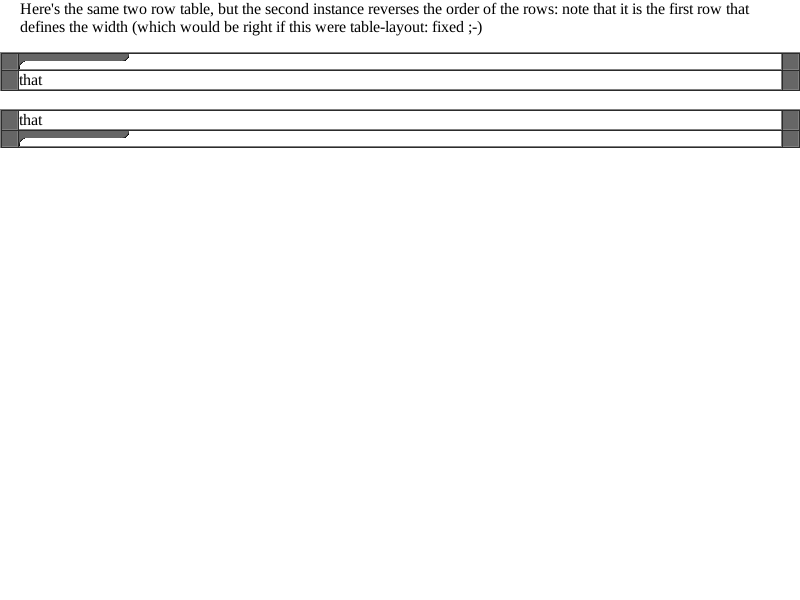 Here's the same two row table, but the second instance reverses the order of the rows: note that it is the first row that
defines the width (which would be right if this were table-layout: fixed ;-)
that
that